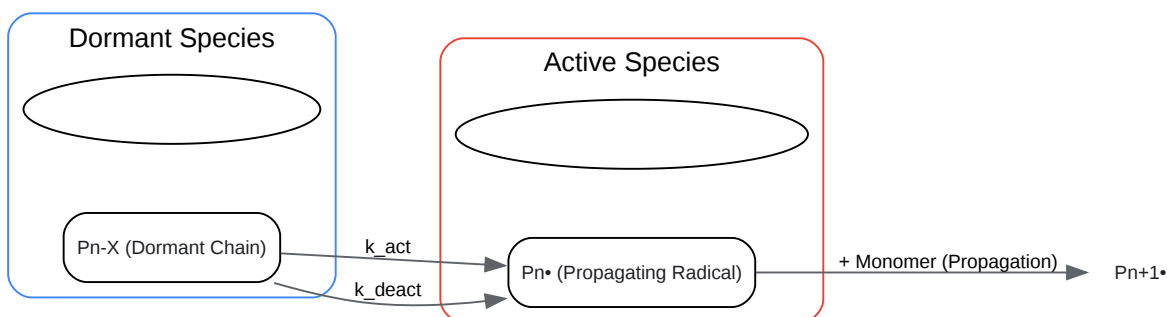 Dormant Species
Active Species
Pn-X (Dormant Chain)
k_act
k_deact
Pn• (Propagating Radical)
+ Monomer (Propagation)
Pn+1•